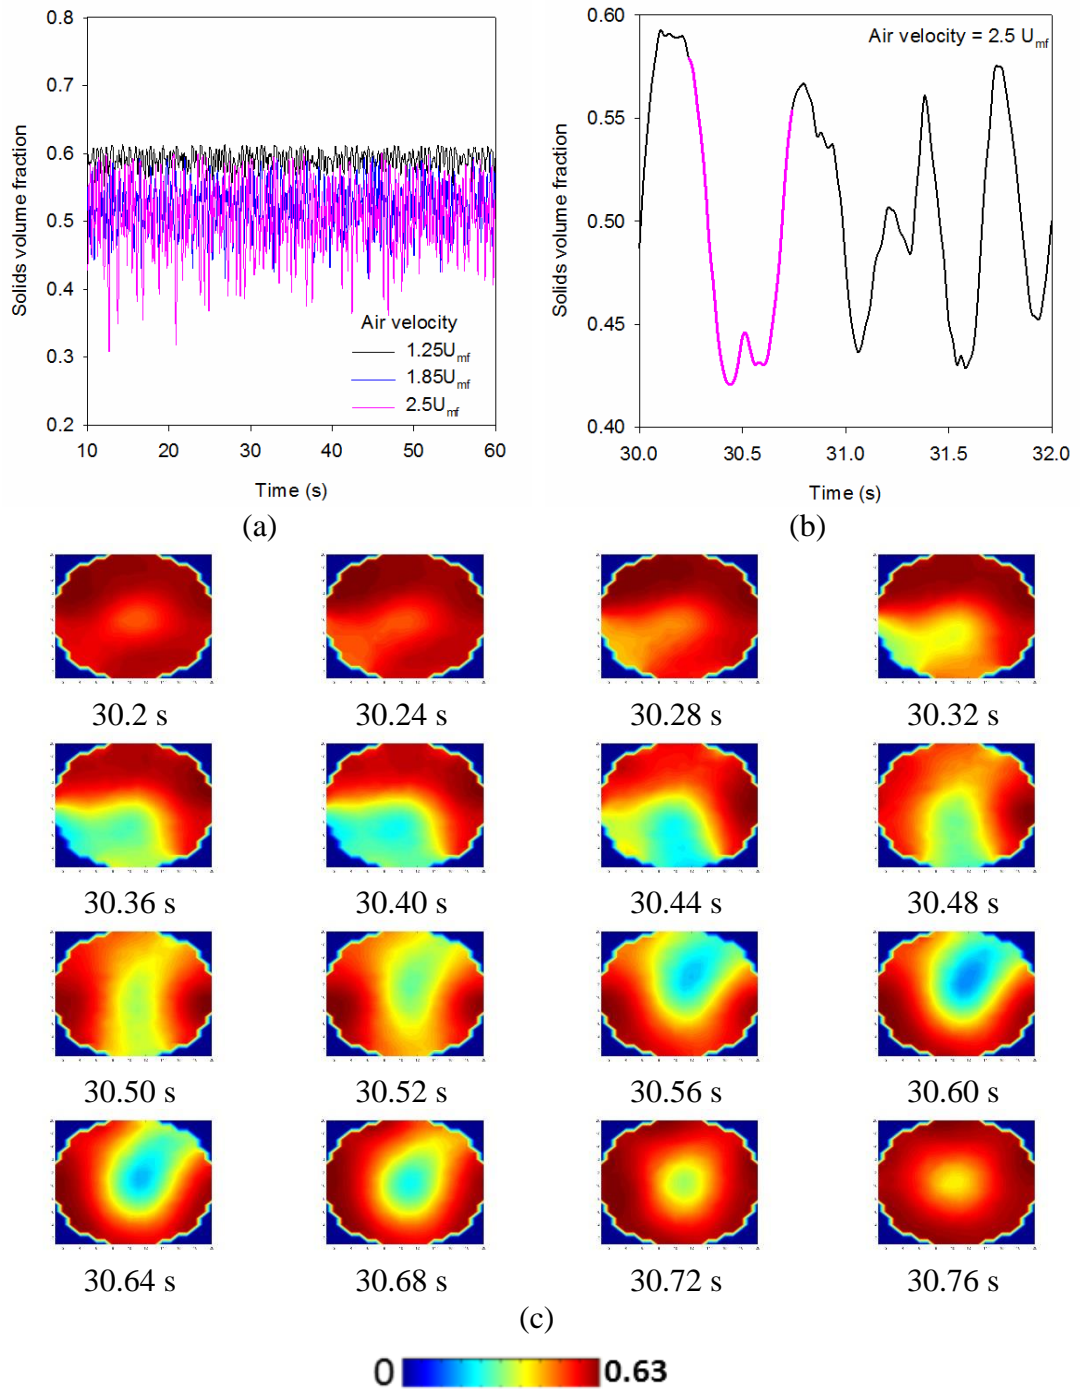 0.8
0.7
0.6
0.5
0.4
0.3
0.2
Solids volume fraction
Air velocity
1.25Umf
1.85Umf
2.5Umf
10 20 30 40 50 60
Time (s)
(a)
0.60
0.55
0.50
0.45
0.40
Solids volume fraction
Air velocity = 2.5 Umf
30.0 30.5 31.0 31.5 32.0
Time (s)
(b)
30.2 s 30.24 s 30.28 s 30.32 s
30.36 s 30.40 s 30.44 s 30.48 s
30.50 s 30.52 s 30.56 s 30.60 s
30.64 s 30.68 s 30.72 s 30.76 s
(c)
0 0.63